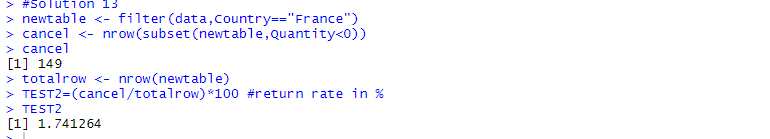 > #Solution 13
> newtable <- filter(data,Country=="France")
> cancel <- nrow(subset(newtable,Quantity<0))
> cancel
[1] 149
> totalrow <- nrow(newtable)
> TEST2=(cancel/totalrow)*100 #return rate in %
> TEST2
[1] 1.741264
>